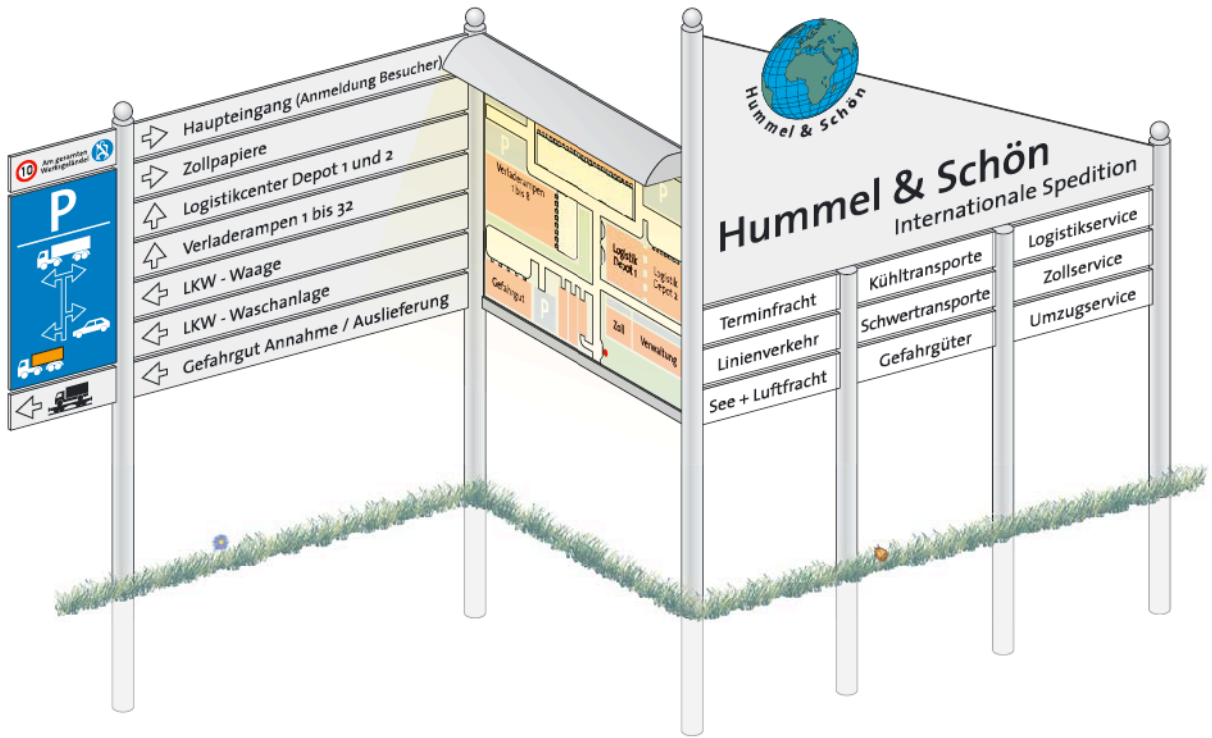 10
Am gesamten
Werksgelände!
P
Haupteingang (Anmeldung Besucher)
Zollpapiere
Logistikcenter Depot 1 und 2
Verladerampen 1 bis 32
LKW - Waage
LKW - Waschanlage
Gefahrgut Annahme / Auslieferung
P
Verladerampen
1 bis 8
P
Logistik
Depot 1
Logistik
Depot 2
Gefahrgut
P
Zoll
Verwaltung
Hummel & Schön
Hummel & Schön
Internationale Spedition
Terminfracht
Linienverkehr
See + Luftfracht
Kühltransporte
Schwertransporte
Gefahrgüter
Logistikservice
Zollservice
Umzugservice